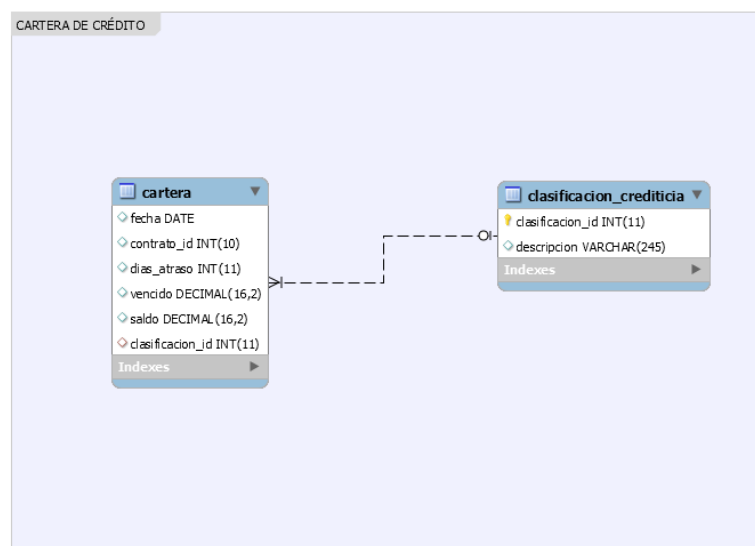 CARTERA DE CRÉDITO
cartera
fecha DATE
contrato_id INT(10)
dias_atraso INT(11)
vencido DECIMAL(16,2)
saldo DECIMAL(16,2)
clasificacion_id INT(11)
Indexes
clasificacion_crediticia
clasificacion_id INT(11)
descripcion VARCHAR(245)
Indexes